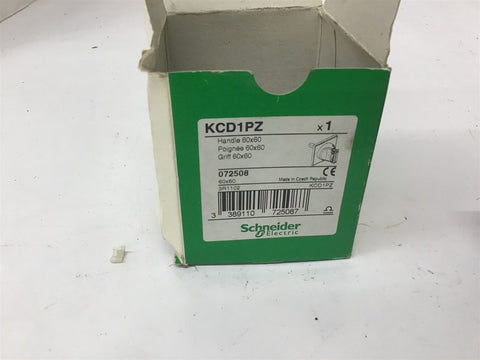 KCD1PZ x1
Handle 60x60
Poignée 60x60
Griff 60x60
072508 Made in Czech Republic CE
60x60
3R1102 KCD1PZ
3 389110 725087
Schneider
Electric